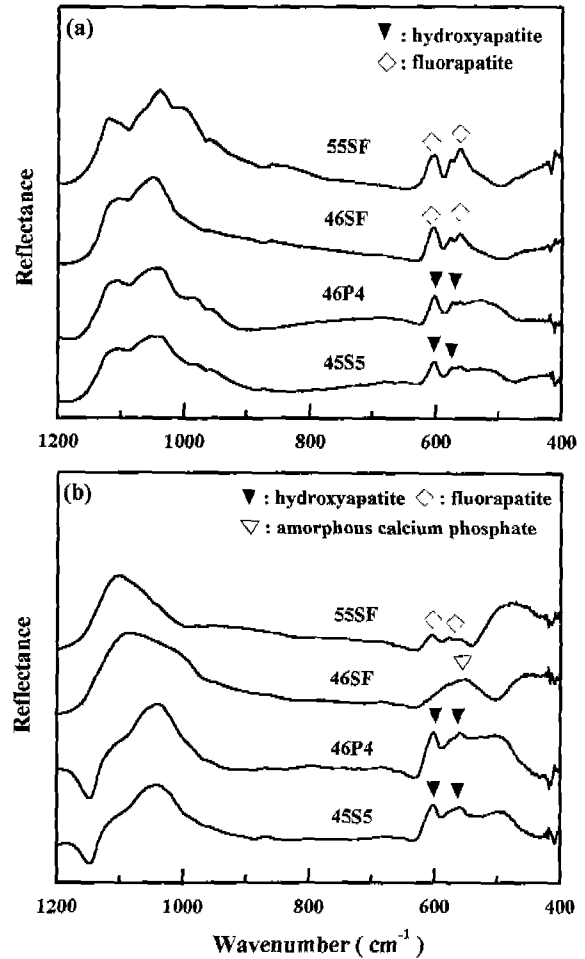 (a)
▼ : hydroxyapatite
◇ : fluorapatite
55SF
46SF
46P4
45S5
Reflectance
1200 1000 800 600 400
(b)
▼ : hydroxyapatite ◇ : fluorapatite
▽ : amorphous calcium phosphate
55SF
46SF
46P4
45S5
Reflectance
1200 1000 800 600 400
Wavenumber ( cm⁻¹ )